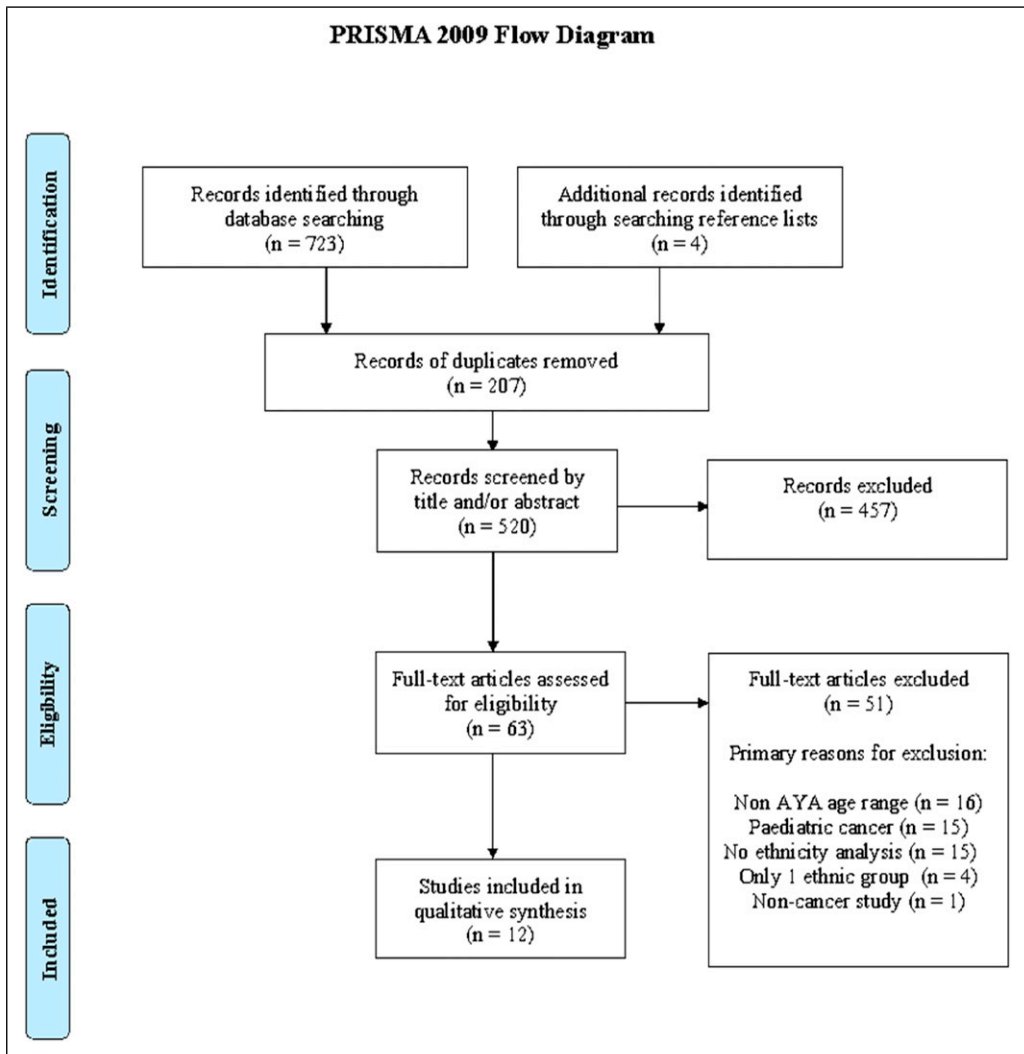 PRISMA 2009 Flow Diagram
Identification
Records identified through
database searching
(n = 723)
Additional records identified
through searching reference lists
(n = 4)
Records of duplicates removed
(n = 207)
Screening
Records screened by
title and/or abstract
(n = 520)
Records excluded
(n = 457)
Eligibility
Full-text articles assessed
for eligibility
(n = 63)
Full-text articles excluded
(n = 51)
Primary reasons for exclusion:
Non AYA age range (n = 16)
Paediatric cancer (n = 15)
No ethnicity analysis (n = 15)
Only 1 ethnic group (n = 4)
Non-cancer study (n = 1)
Included
Studies included in
qualitative synthesis
(n = 12)